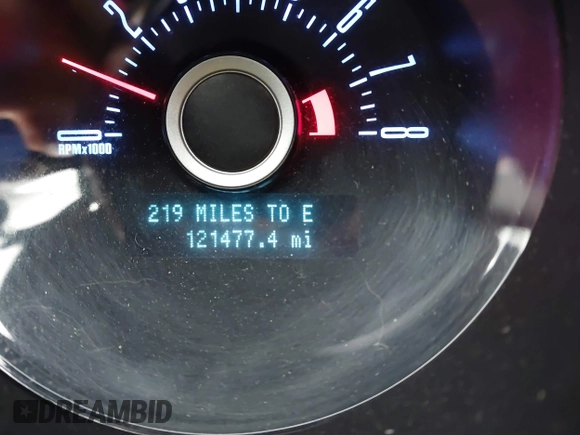 2
6
7
0
8
RPMx1000
219 MILES TO E
121477.4 mi
DREAMBID